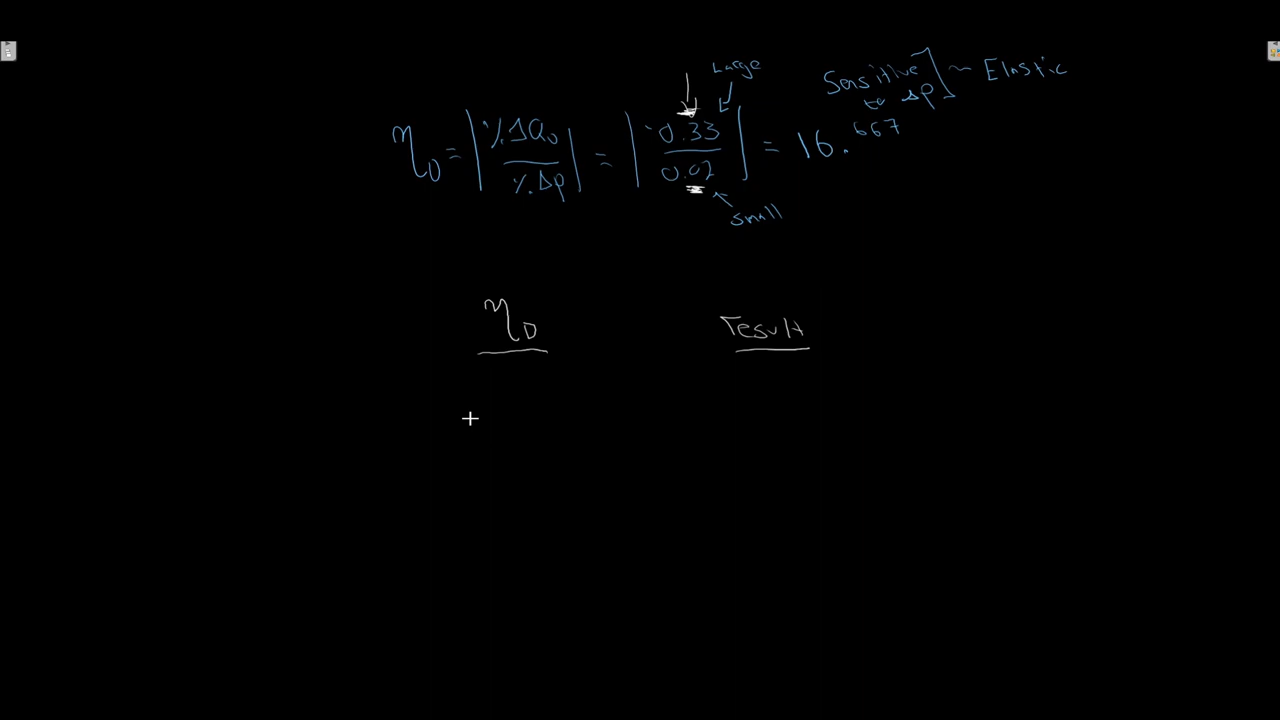 Large
Sensitive to Δp] ~ Elastic
η_D = |%ΔQ_D / %Δp| = |-0.33 / 0.02| = 16.667
small
η_D result